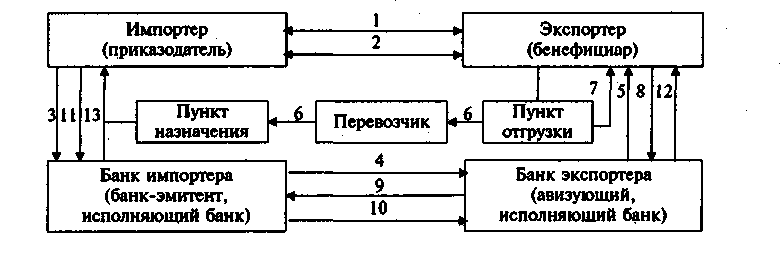 Импортер
(приказодатель)
1
2
Экспортер
(бенефициар)
3 11 13
Пункт
назначения
6
Перевозчик
6
Пункт
отгрузки
7
5 8 12
Банк импортера
(банк-эмитент,
исполняющий банк)
4
9
10
Банк экспортера
(авизующий,
исполняющий банк)